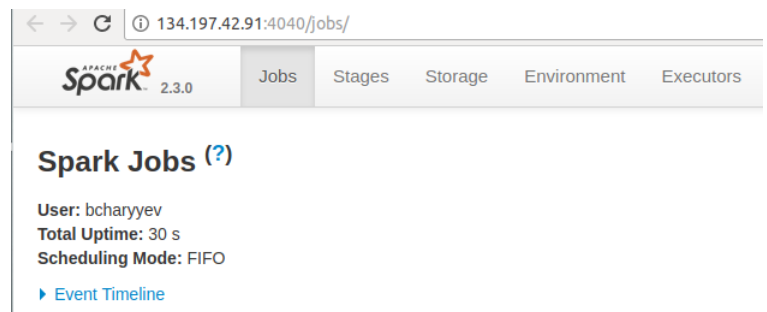 134.197.42.91:4040/jobs/
APACHE Spark™ 2.3.0 Jobs Stages Storage Environment Executors
Spark Jobs (?)
User: bcharyyev
Total Uptime: 30 s
Scheduling Mode: FIFO
Event Timeline